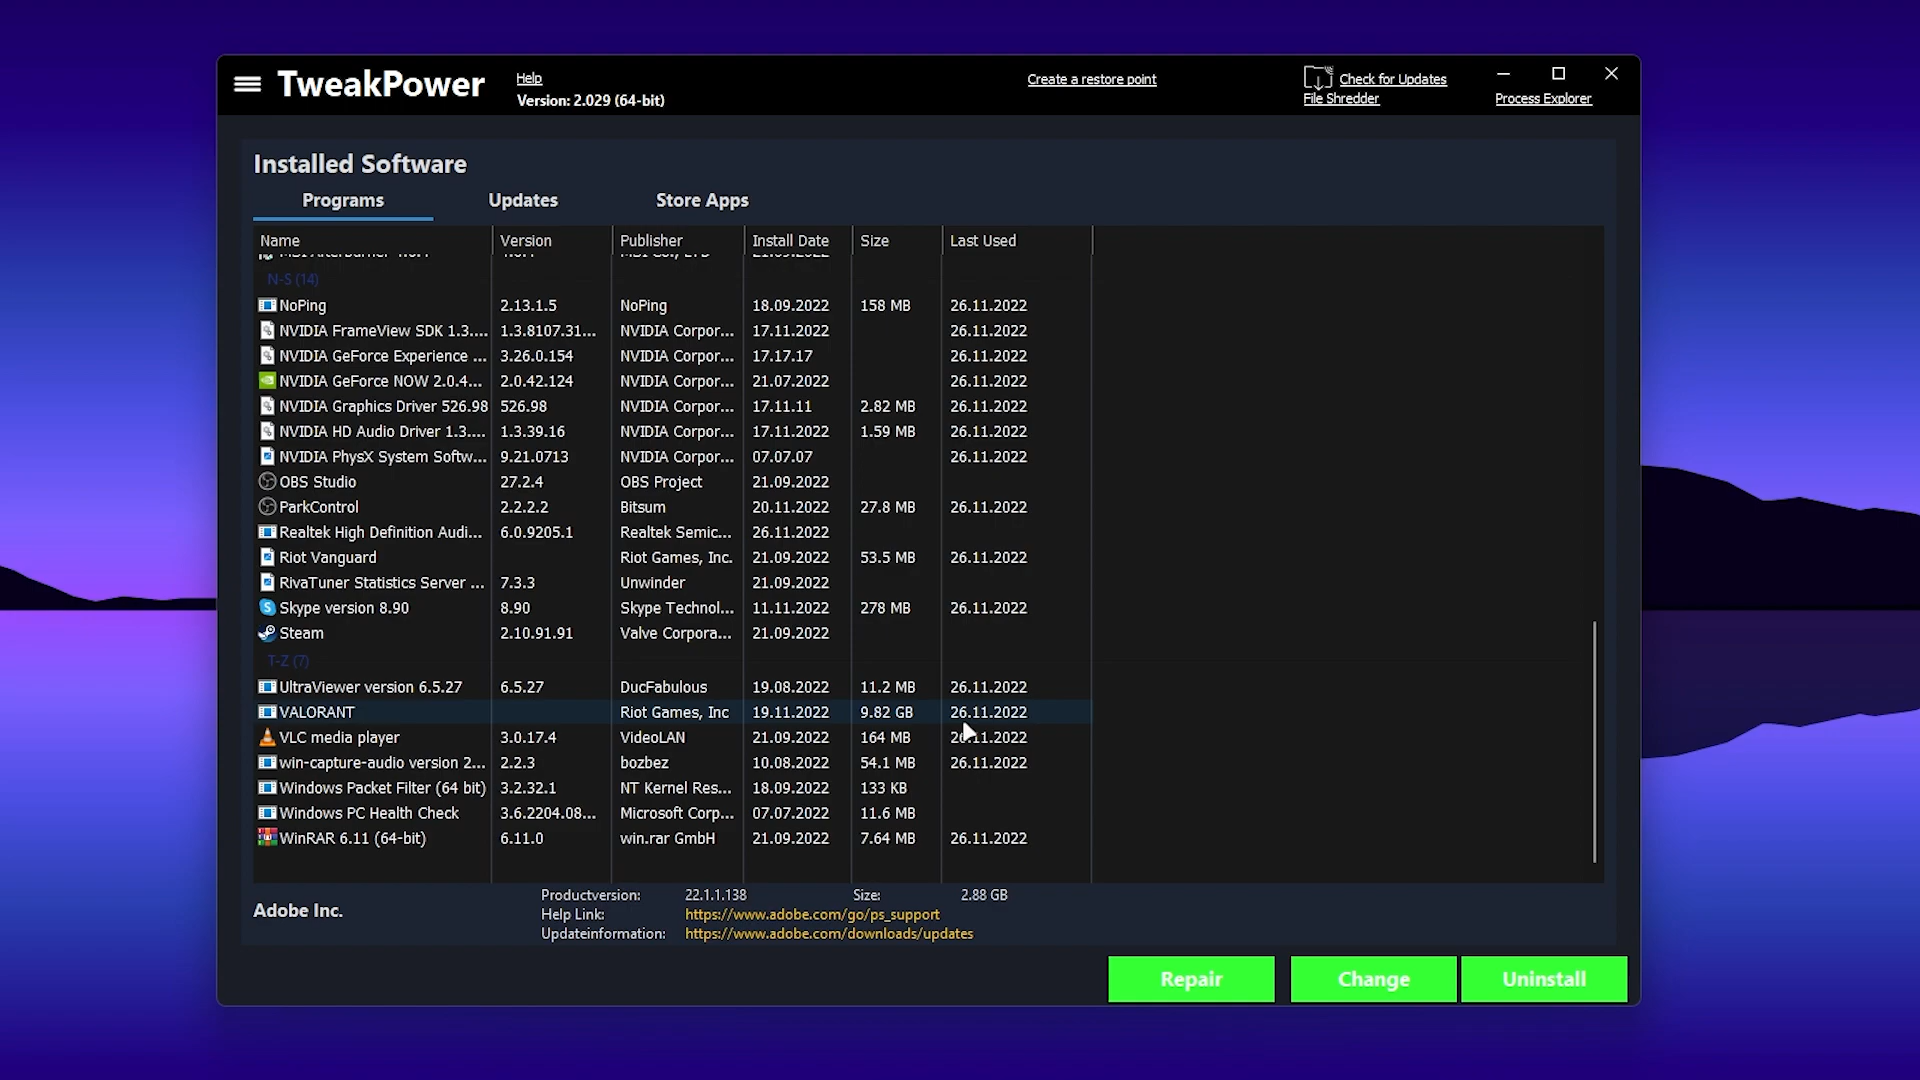 TweakPower Help Create a restore point Check for Updates
Version: 2.029 (64-bit) File Shredder Process Explorer
Installed Software
Programs Updates Store Apps
Name Version Publisher Install Date Size Last Used
N-S (14)
NoPing 2.13.1.5 NoPing 18.09.2022 158 MB 26.11.2022
NVIDIA FrameView SDK 1.3.... 1.3.8107.31... NVIDIA Corpor... 17.11.2022 26.11.2022
NVIDIA GeForce Experience ... 3.26.0.154 NVIDIA Corpor... 17.17.17 26.11.2022
NVIDIA GeForce NOW 2.0.4... 2.0.42.124 NVIDIA Corpor... 21.07.2022 26.11.2022
NVIDIA Graphics Driver 526.98 526.98 NVIDIA Corpor... 17.11.11 2.82 MB 26.11.2022
NVIDIA HD Audio Driver 1.3.... 1.3.39.16 NVIDIA Corpor... 17.11.2022 1.59 MB 26.11.2022
NVIDIA PhysX System Softw... 9.21.0713 NVIDIA Corpor... 07.07.07 26.11.2022
OBS Studio 27.2.4 OBS Project 21.09.2022
ParkControl 2.2.2.2 Bitsum 20.11.2022 27.8 MB 26.11.2022
Realtek High Definition Audi... 6.0.9205.1 Realtek Semic... 26.11.2022
Riot Vanguard Riot Games, Inc. 21.09.2022 53.5 MB 26.11.2022
RivaTuner Statistics Server ... 7.3.3 Unwinder 21.09.2022
Skype version 8.90 8.90 Skype Technol... 11.11.2022 278 MB 26.11.2022
Steam 2.10.91.91 Valve Corpora... 21.09.2022
T-Z (7)
UltraViewer version 6.5.27 6.5.27 DucFabulous 19.08.2022 11.2 MB 26.11.2022
VALORANT Riot Games, Inc 19.11.2022 9.82 GB 26.11.2022
VLC media player 3.0.17.4 VideoLAN 21.09.2022 164 MB 26.11.2022
win-capture-audio version 2... 2.2.3 bozbez 10.08.2022 54.1 MB 26.11.2022
Windows Packet Filter (64 bit) 3.2.32.1 NT Kernel Res... 18.09.2022 133 KB
Windows PC Health Check 3.6.2204.08... Microsoft Corp... 07.07.2022 11.6 MB
WinRAR 6.11 (64-bit) 6.11.0 win.rar GmbH 21.09.2022 7.64 MB 26.11.2022
Adobe Inc.
Productversion: 22.1.1.138 Size: 2.88 GB
Help Link: https://www.adobe.com/go/ps_support
Updateinformation: https://www.adobe.com/downloads/updates
Repair Change Uninstall